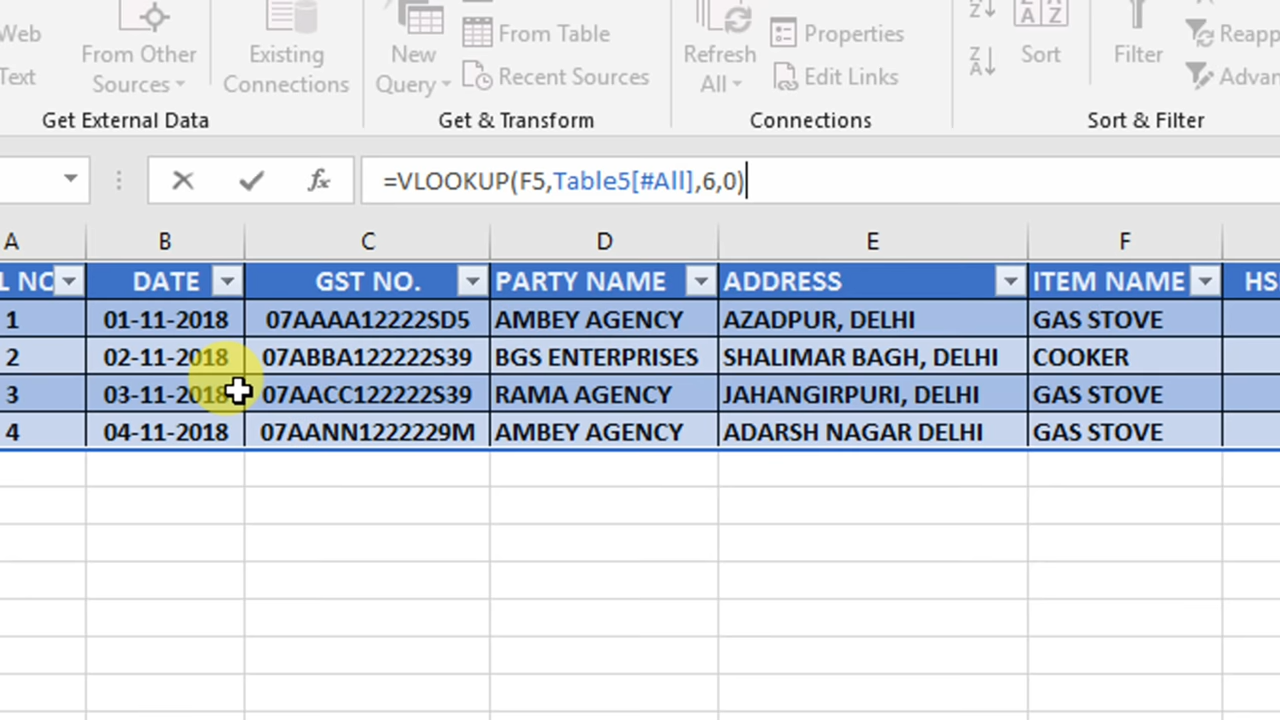 Web
From Other
Sources
Text
Existing
Connections
New
Query
From Table
Recent Sources
Refresh
All
Properties
Edit Links
Z
A
Z A
A Z
Sort
Filter
Reapp
Advan
Get External Data
Get & Transform
Connections
Sort & Filter
fx
=VLOOKUP(F5,Table5[#All],6,0)
A B C D E F
L NO DATE GST NO. PARTY NAME ADDRESS ITEM NAME HS
1 01-11-2018 07AAAA12222SD5 AMBEY AGENCY AZADPUR, DELHI GAS STOVE
2 02-11-2018 07ABBA122222S39 BGS ENTERPRISES SHALIMAR BAGH, DELHI COOKER
3 03-11-2018 07AACC122222S39 RAMA AGENCY JAHANGIRPURI, DELHI GAS STOVE
4 04-11-2018 07AANN1222229M AMBEY AGENCY ADARSH NAGAR DELHI GAS STOVE